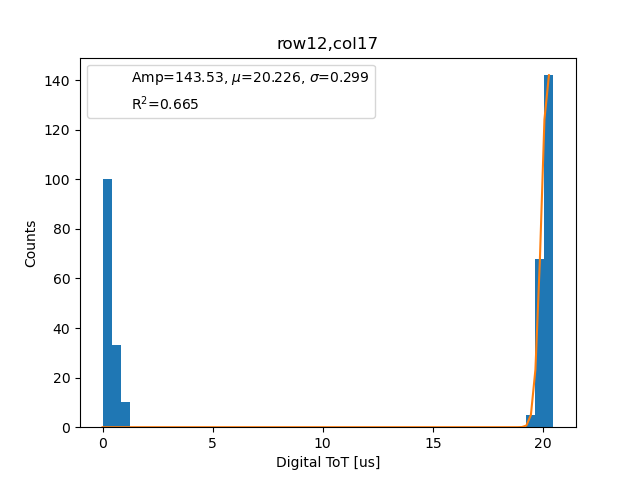 row12,col17
Amp=143.53, μ=20.226, σ=0.299
R²=0.665
140
120
100
80
60
40
20
0
Counts
0 5 10 15 20
Digital ToT [us]